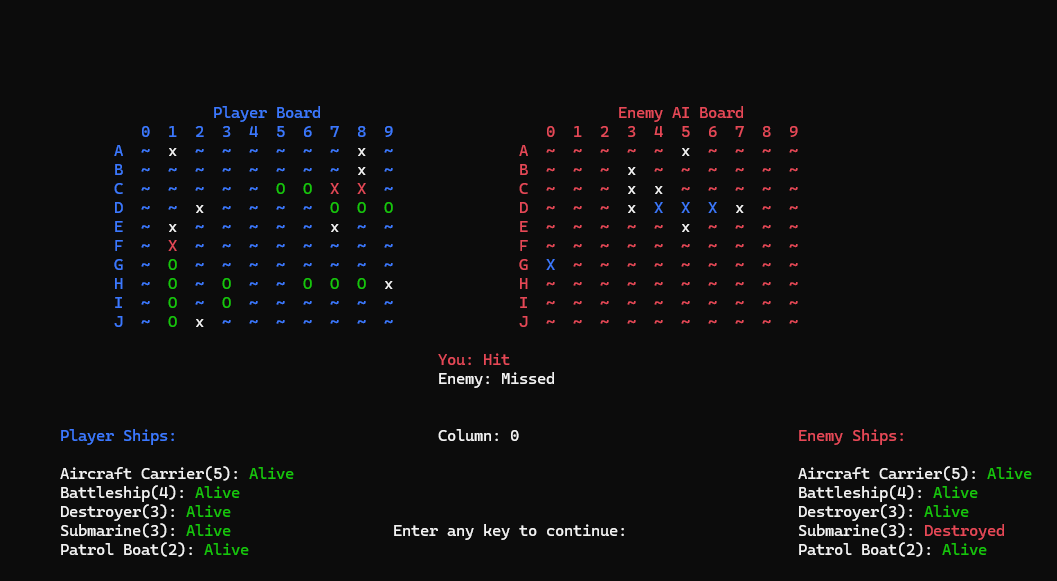 Player Board Enemy AI Board
0 1 2 3 4 5 6 7 8 9 0 1 2 3 4 5 6 7 8 9
A ~ x ~ ~ ~ ~ ~ ~ x ~ A ~ ~ ~ ~ ~ x ~ ~ ~ ~
B ~ ~ ~ ~ ~ ~ ~ ~ x ~ B ~ ~ ~ x ~ ~ ~ ~ ~ ~
C ~ ~ ~ ~ ~ O O X X ~ C ~ ~ ~ x x ~ ~ ~ ~ ~
D ~ ~ x ~ ~ ~ ~ O O O D ~ ~ ~ x X X X x ~ ~
E ~ x ~ ~ ~ ~ ~ x ~ ~ E ~ ~ ~ ~ ~ x ~ ~ ~ ~
F ~ X ~ ~ ~ ~ ~ ~ ~ ~ F ~ ~ ~ ~ ~ ~ ~ ~ ~ ~
G ~ O ~ ~ ~ ~ ~ ~ ~ ~ G X ~ ~ ~ ~ ~ ~ ~ ~ ~
H ~ O ~ O ~ ~ O O O x H ~ ~ ~ ~ ~ ~ ~ ~ ~ ~
I ~ O ~ O ~ ~ ~ ~ ~ ~ I ~ ~ ~ ~ ~ ~ ~ ~ ~ ~
J ~ O x ~ ~ ~ ~ ~ ~ ~ J ~ ~ ~ ~ ~ ~ ~ ~ ~ ~
You: Hit
Enemy: Missed
Player Ships: Column: 0 Enemy Ships:
Aircraft Carrier(5): Alive Aircraft Carrier(5): Alive
Battleship(4): Alive Battleship(4): Alive
Destroyer(3): Alive Destroyer(3): Alive
Submarine(3): Alive Enter any key to continue: Submarine(3): Destroyed
Patrol Boat(2): Alive Patrol Boat(2): Alive